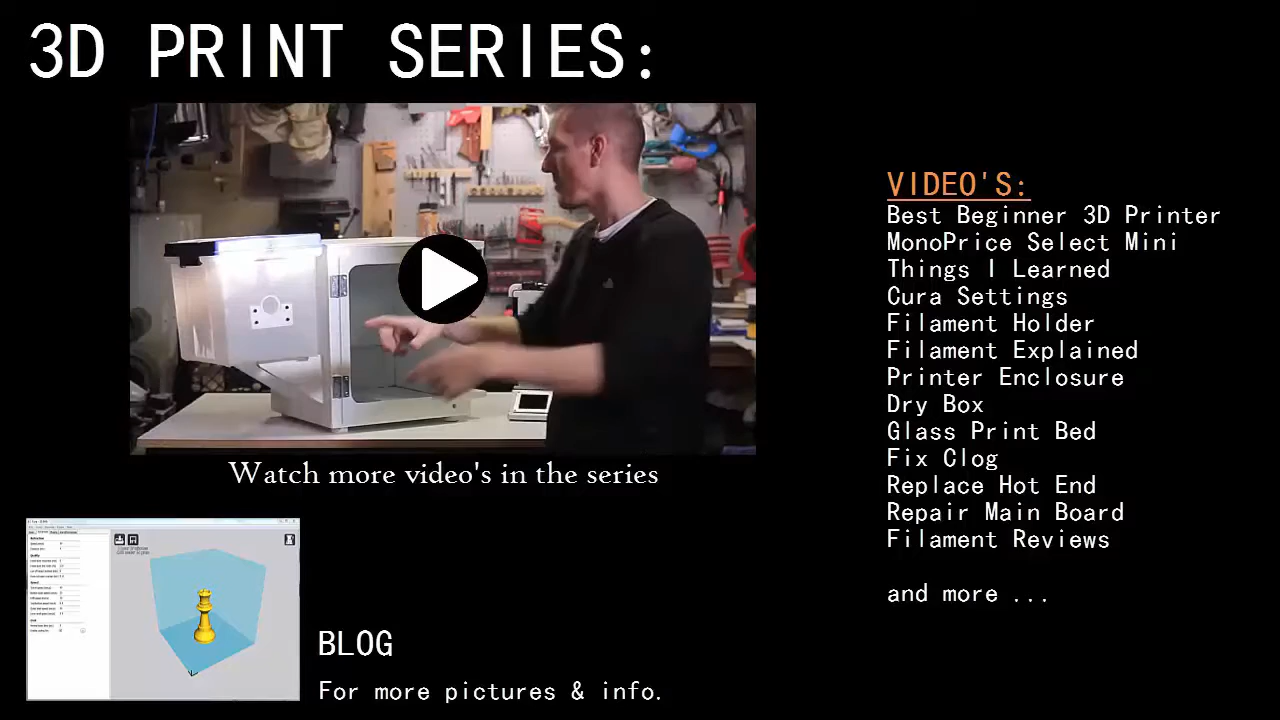 3D PRINT SERIES:
Watch more video's in the series
VIDEO'S:
Best Beginner 3D Printer
MonoPrice Select Mini
Things I Learned
Cura Settings
Filament Holder
Filament Explained
Printer Enclosure
Dry Box
Glass Print Bed
Fix Clog
Replace Hot End
Repair Main Board
Filament Reviews
and more ...
BLOG
For more pictures & info.